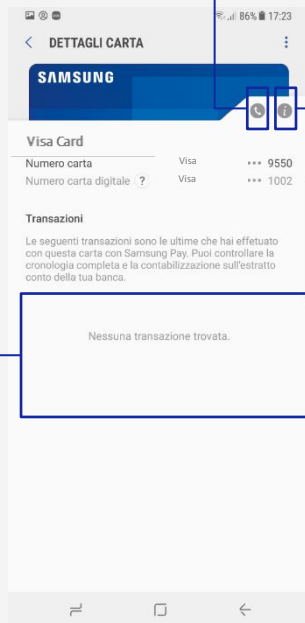 86% 17:23
DETTAGLI CARTA
SAMSUNG
Visa Card
Numero carta Visa ••• 9550
Numero carta digitale ? Visa ••• 1002
Transazioni
Le seguenti transazioni sono le ultime che hai effetuato
con questa carta con Samsung Pay. Puoi controllare la
cronologia completa e la contabilizzazione sull'estratto
conto della tua banca.
Nessuna transazione trovata.